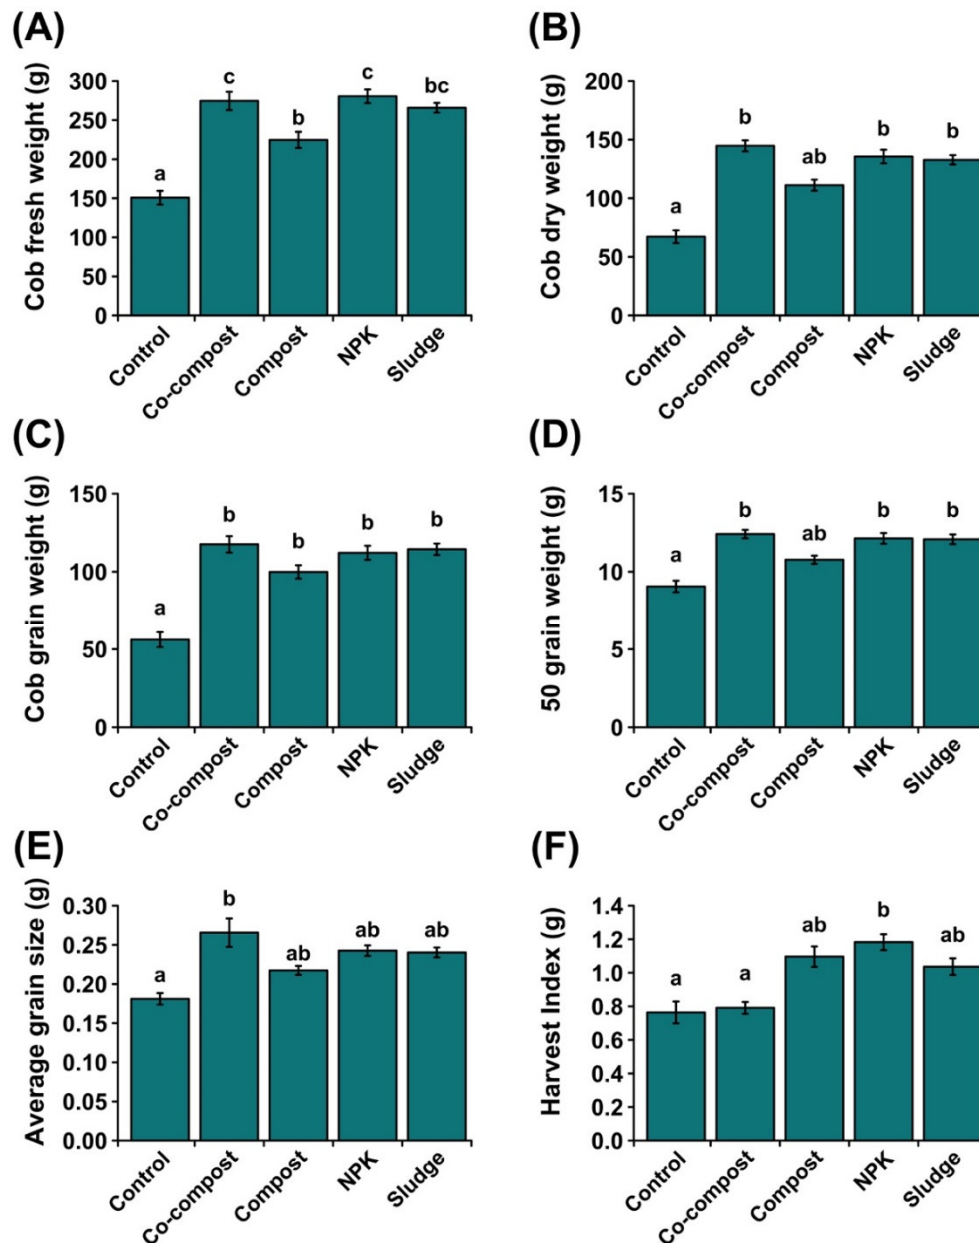 (A)
Cob fresh weight (g)
300
250
200
150
100
50
0
a
c
b
c
bc
Control
Co-compost
Compost
NPK
Sludge
(B)
Cob dry weight (g)
200
150
100
50
0
a
b
ab
b
b
Control
Co-compost
Compost
NPK
Sludge
(C)
Cob grain weight (g)
150
100
50
0
a
b
b
b
b
Control
Co-compost
Compost
NPK
Sludge
(D)
50 grain weight (g)
15
10
5
0
a
b
ab
b
b
Control
Co-compost
Compost
NPK
Sludge
(E)
Average grain size (g)
0.30
0.25
0.20
0.15
0.10
0.05
0.00
a
b
ab
ab
ab
Control
Co-compost
Compost
NPK
Sludge
(F)
Harvest Index (g)
1.4
1.2
1.0
0.8
0.6
0.4
0.2
0.0
a
a
ab
b
ab
Control
Co-compost
Compost
NPK
Sludge